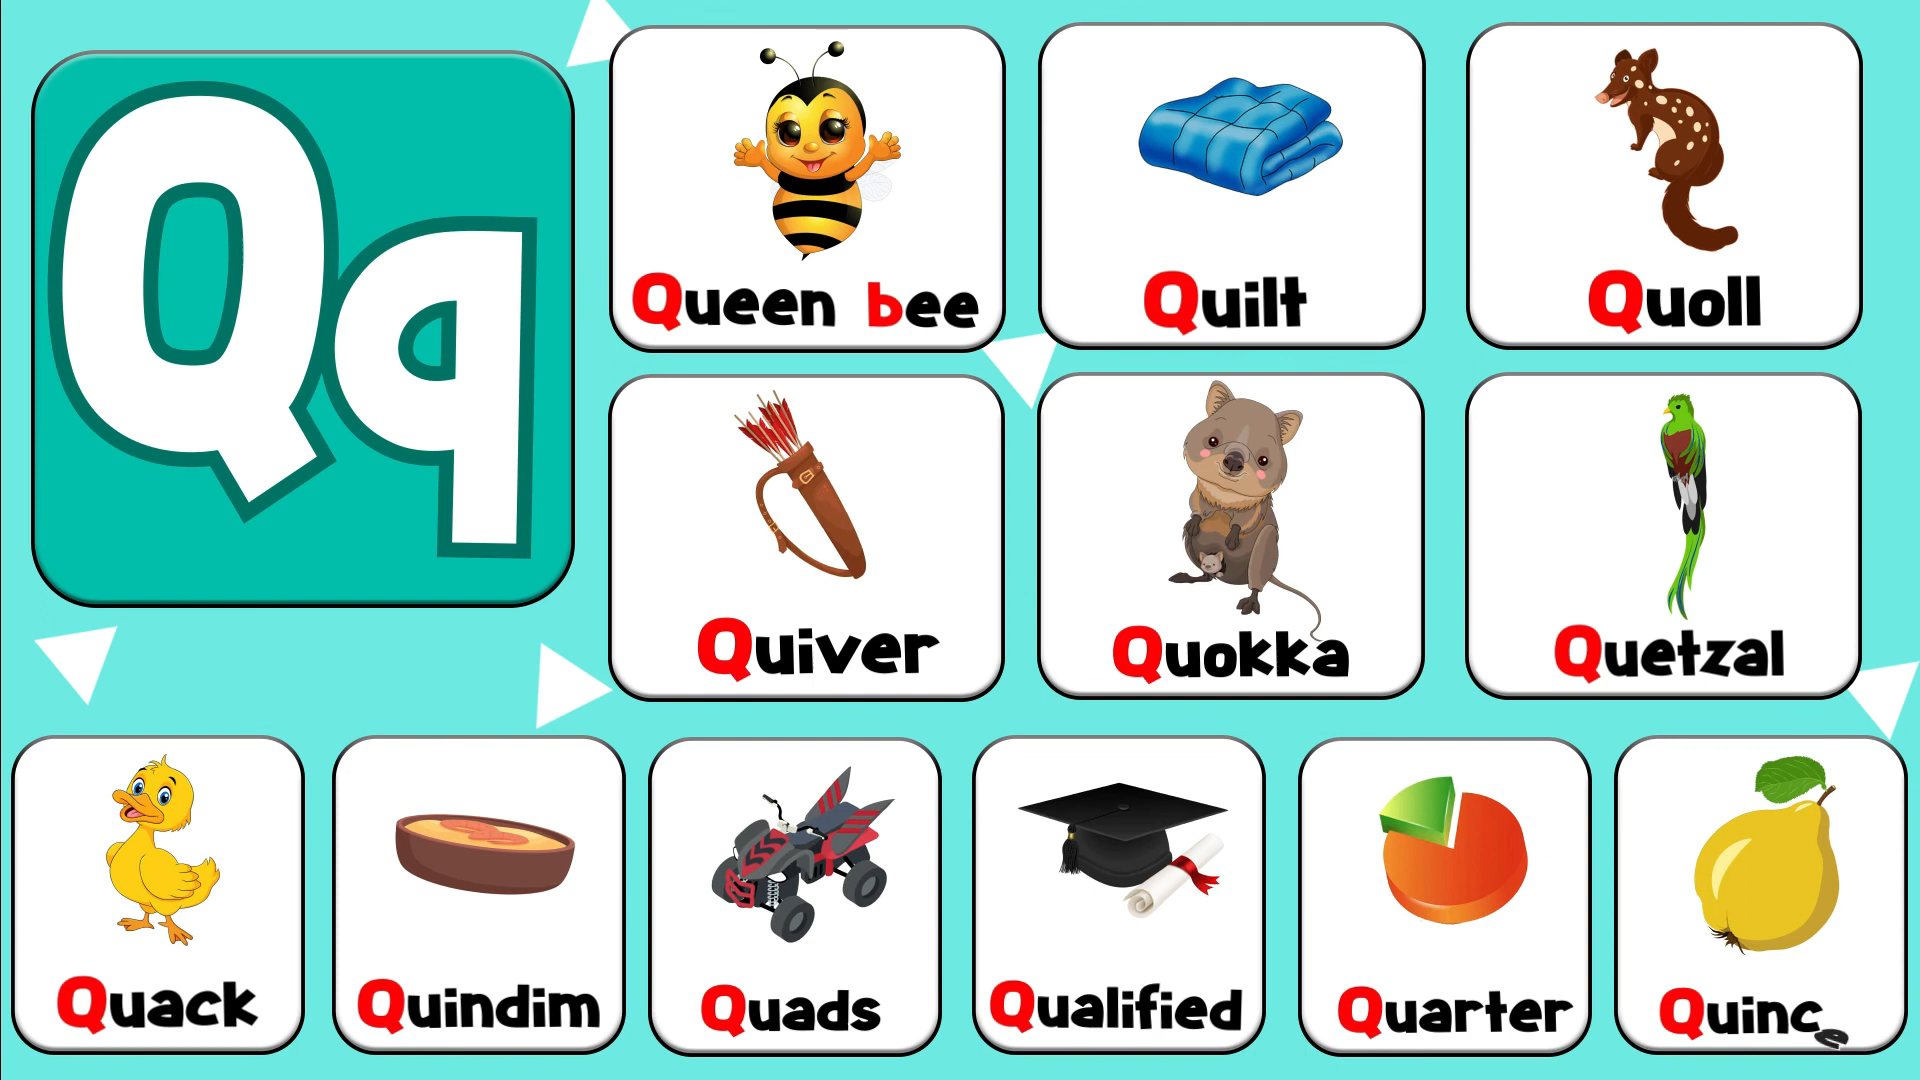 Qq
Queen bee
Quilt
Quoll
Quiver
Quokka
Quetzal
Quack
Quindim
Quads
Qualified
Quarter
Quince